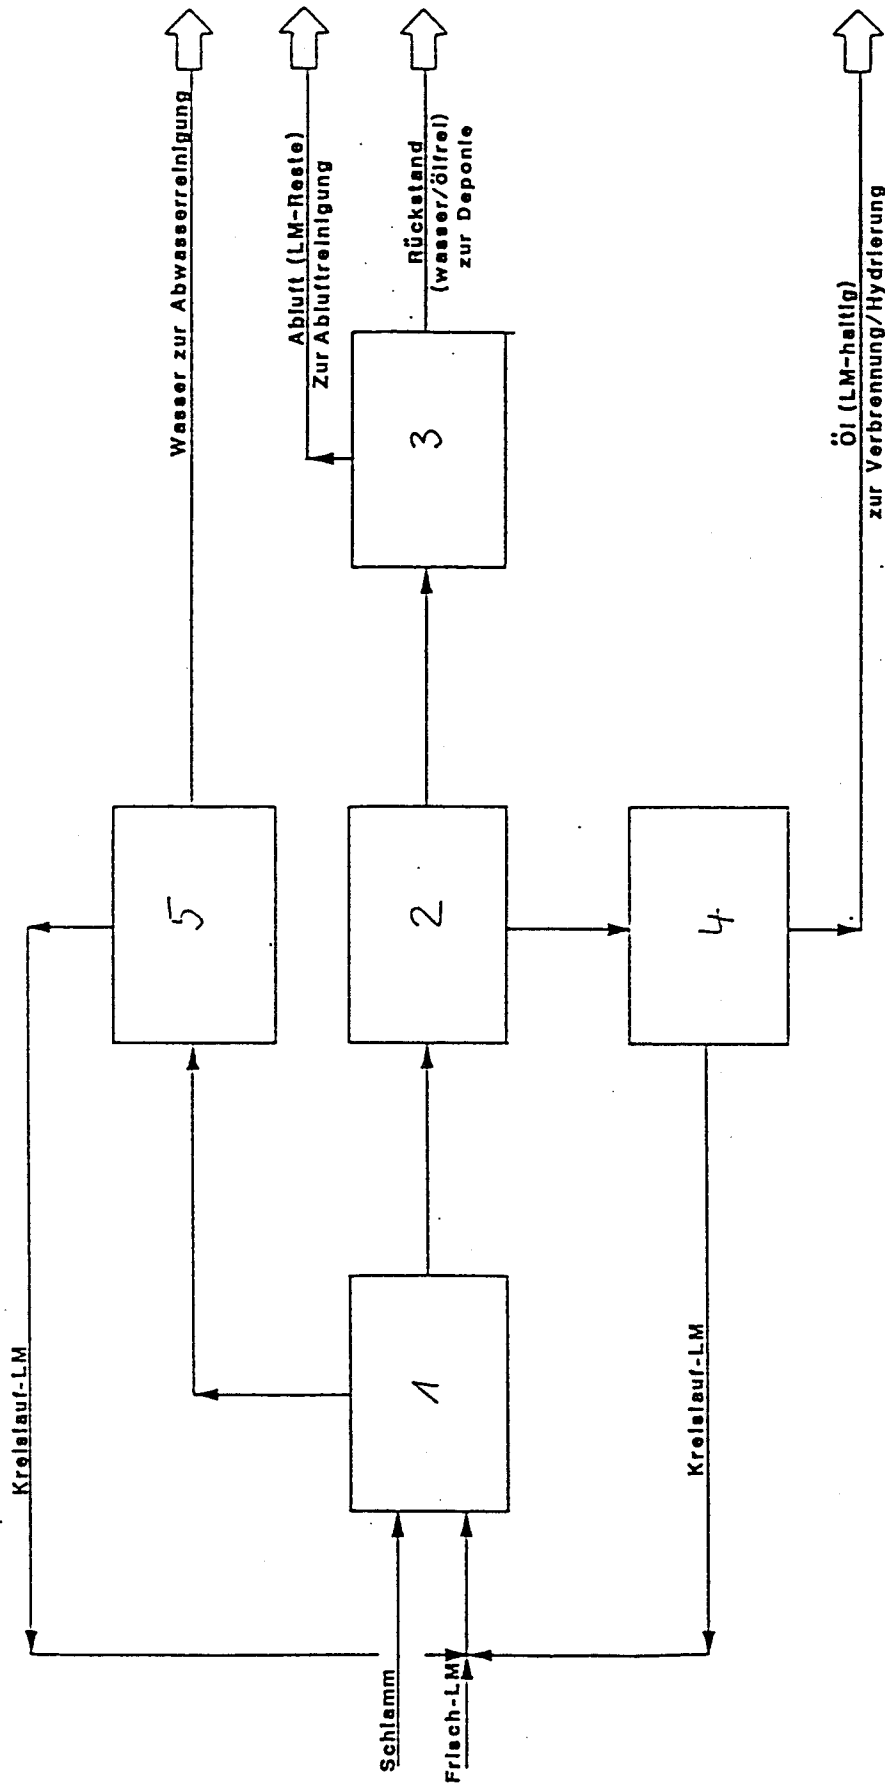 Wasser zur Abwasserreinigung
Abluft (LM-Reste)
Zur Abluftreinigung
Rückstand
(wasser/ölfrei)
zur Deponie
Öl (LM-haltig)
zur Verbrennung/Hydrierung
3
5
2
4
1
Kreislauf-LM
Kreislauf-LM
Schlamm
Frisch-LM